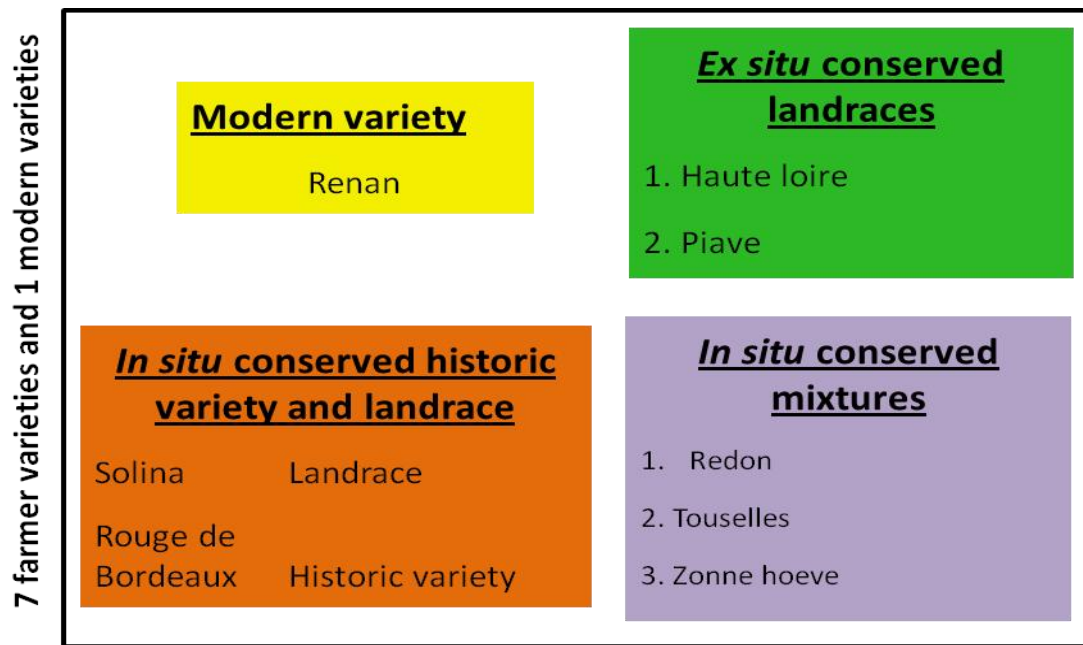 7 farmer varieties and 1 modern varieties
Modern variety
Renan
Ex situ conserved
landraces
1. Haute loire
2. Piave
In situ conserved historic
variety and landrace
Solina Landrace
Rouge de
Bordeaux Historic variety
In situ conserved
mixtures
1. Redon
2. Touselles
3. Zonne hoeve